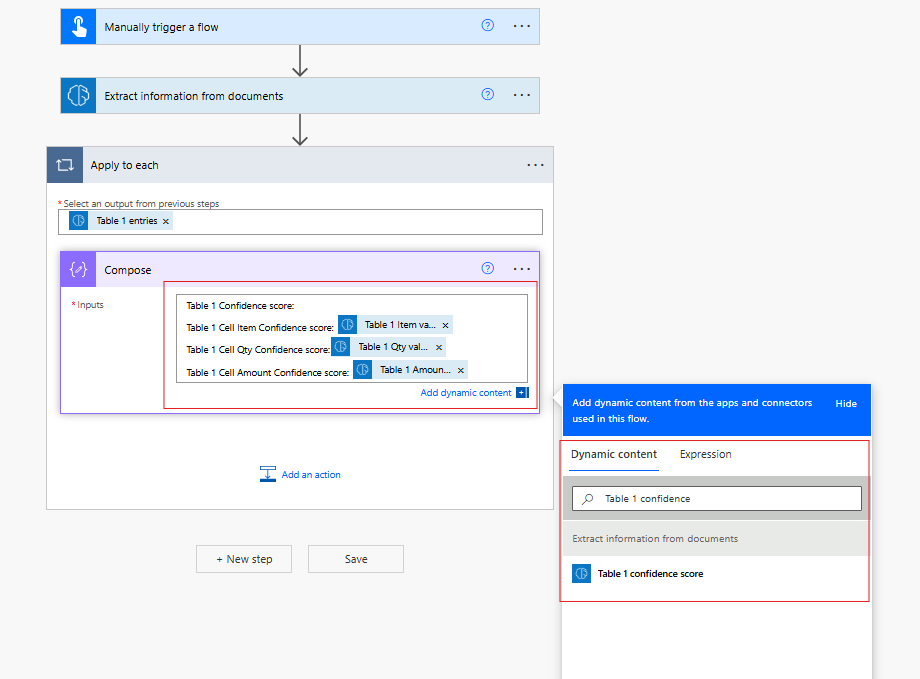 Manually trigger a flow
Extract information from documents
Apply to each
* Select an output from previous steps
Table 1 entries ×
Compose
* Inputs
Table 1 Confidence score:
Table 1 Cell Item Confidence score: Table 1 Item va... ×
Table 1 Cell Qty Confidence score: Table 1 Qty val... ×
Table 1 Cell Amount Confidence score: Table 1 Amoun... ×
Add dynamic content
Add an action
+ New step
Save
Add dynamic content from the apps and connectors
used in this flow.
Hide
Dynamic content
Expression
Table 1 confidence
Extract information from documents
Table 1 confidence score